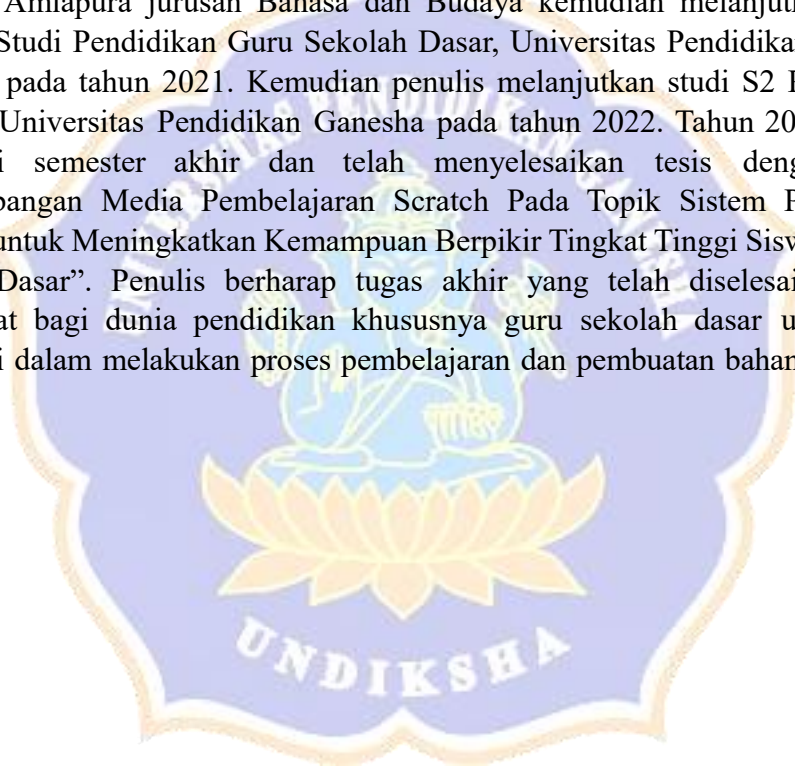 Amlapura jurusan Bahasa dan Budaya kemudian melanjut
Studi Pendidikan Guru Sekolah Dasar, Universitas Pendidika
pada tahun 2021. Kemudian penulis melanjutkan studi S2
Universitas Pendidikan Ganesha pada tahun 2022. Tahun 20
i semester akhir dan telah menyelesaikan tesis deng
bangan Media Pembelajaran Scratch Pada Topik Sistem P
untuk Meningkatkan Kemampuan Berpikir Tingkat Tinggi Sisw
Dasar”. Penulis berharap tugas akhir yang telah diselesai
at bagi dunia pendidikan khususnya guru sekolah dasar u
i dalam melakukan proses pembelajaran dan pembuatan bahan
UNIVERSITAS PENDIDIKAN GANESHA
UNDIKSHA